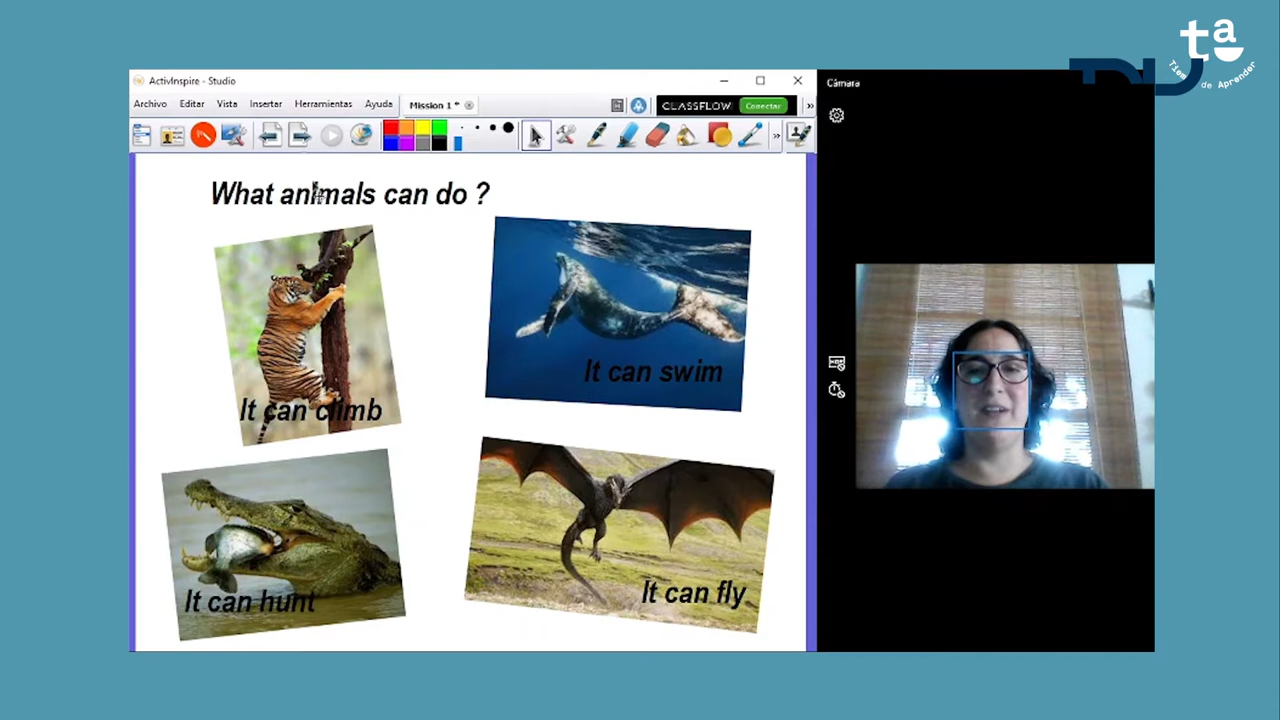 ta
Tiempo de Aprender
ActivInspire - Studio
Cámara
Archivo Editar Vista Insertar Herramientas Ayuda Mission 1 * CLASSFLOW Conectar »
»
What animals can do ?
It can climb
It can swim
It can hunt
It can fly